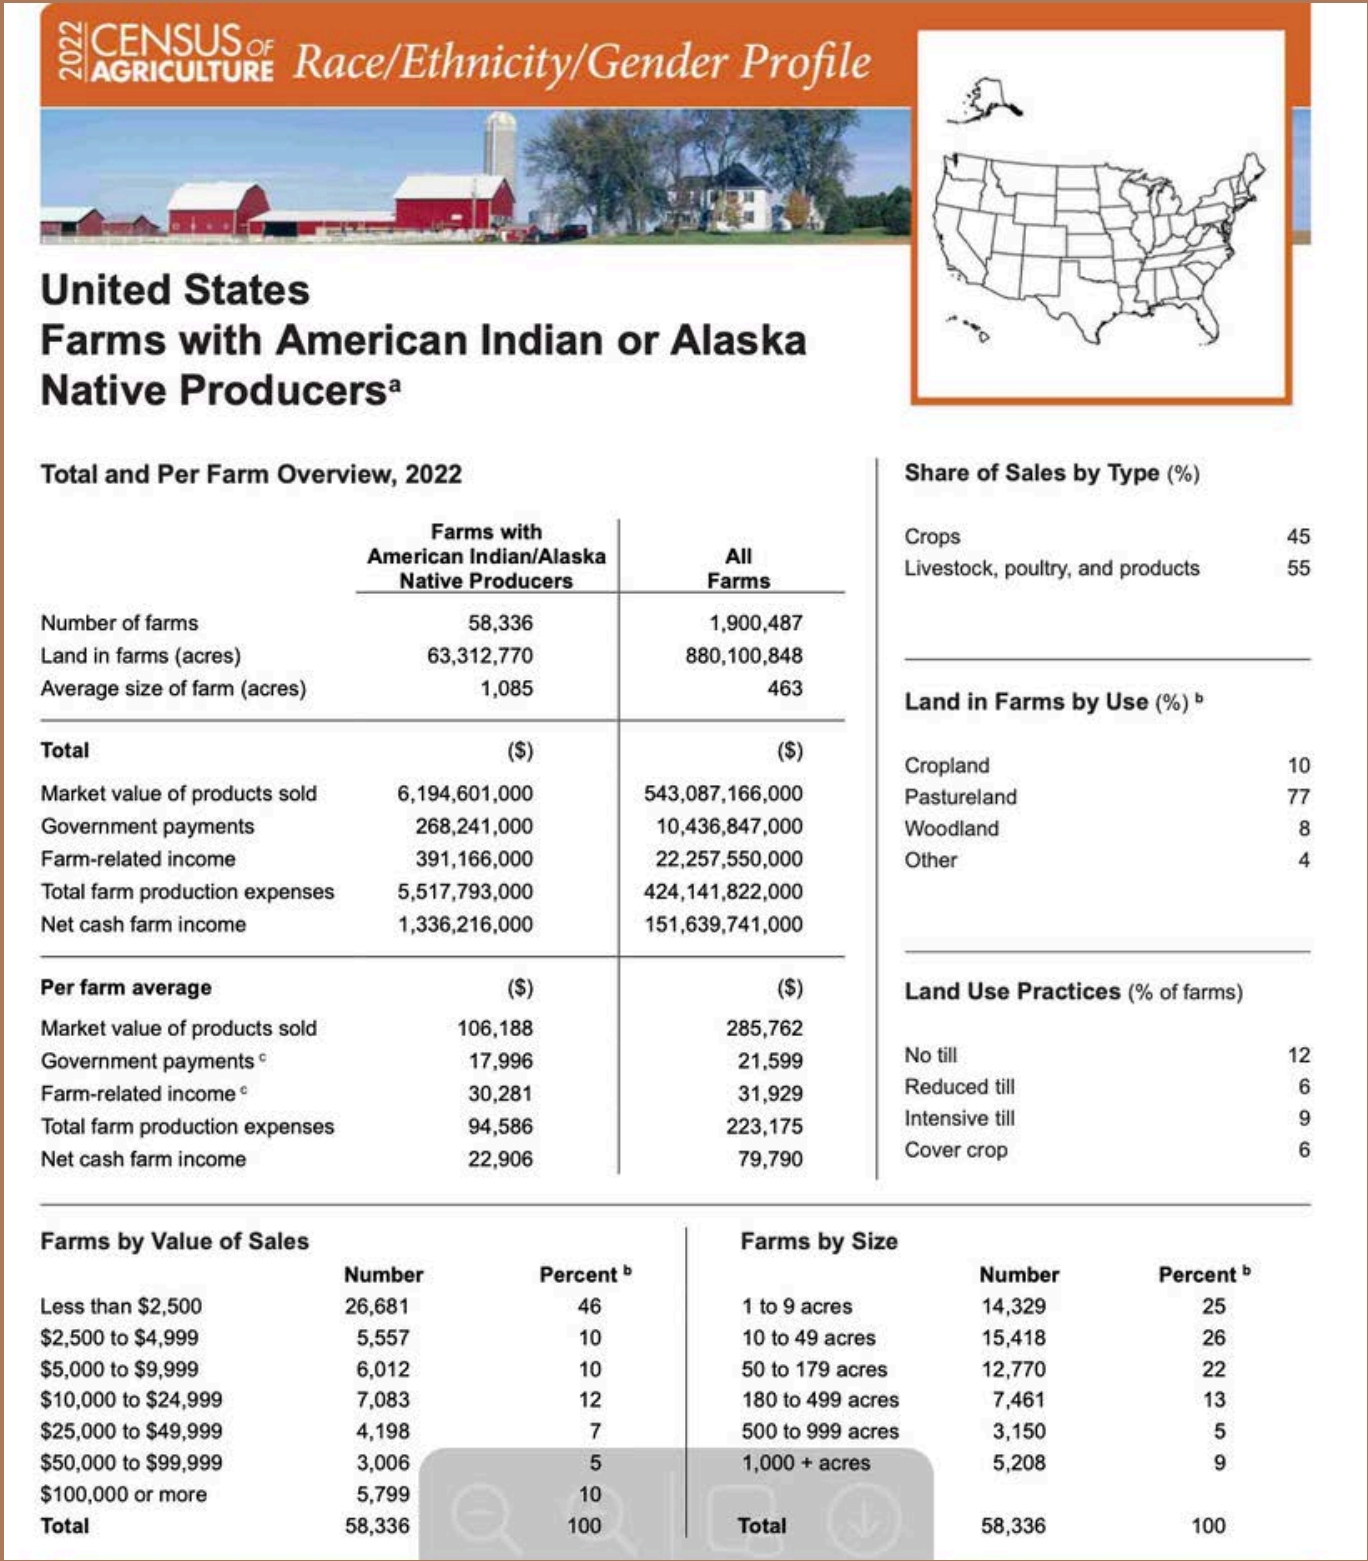 2022 CENSUS OF AGRICULTURE Race/Ethnicity/Gender Profile
United States
Farms with American Indian or Alaska
Native Producers a
Total and Per Farm Overview, 2022
Farms with
American Indian/Alaska All
Native Producers Farms
Number of farms 58,336 1,900,487
Land in farms (acres) 63,312,770 880,100,848
Average size of farm (acres) 1,085 463
Total ($) ($)
Market value of products sold 6,194,601,000 543,087,166,000
Government payments 268,241,000 10,436,847,000
Farm-related income 391,166,000 22,257,550,000
Total farm production expenses 5,517,793,000 424,141,822,000
Net cash farm income 1,336,216,000 151,639,741,000
Per farm average ($) ($)
Market value of products sold 106,188 285,762
Government payments c 17,996 21,599
Farm-related income c 30,281 31,929
Total farm production expenses 94,586 223,175
Net cash farm income 22,906 79,790
Share of Sales by Type (%)
Crops 45
Livestock, poultry, and products 55
Land in Farms by Use (%) b
Cropland 10
Pastureland 77
Woodland 8
Other 4
Land Use Practices (% of farms)
No till 12
Reduced till 6
Intensive till 9
Cover crop 6
Farms by Value of Sales
Number Percent b
Less than $2,500 26,681 46
$2,500 to $4,999 5,557 10
$5,000 to $9,999 6,012 10
$10,000 to $24,999 7,083 12
$25,000 to $49,999 4,198 7
$50,000 to $99,999 3,006 5
$100,000 or more 5,799 10
Total 58,336 100
Farms by Size
Number Percent b
1 to 9 acres 14,329 25
10 to 49 acres 15,418 26
50 to 179 acres 12,770 22
180 to 499 acres 7,461 13
500 to 999 acres 3,150 5
1,000 + acres 5,208 9
Total 58,336 100